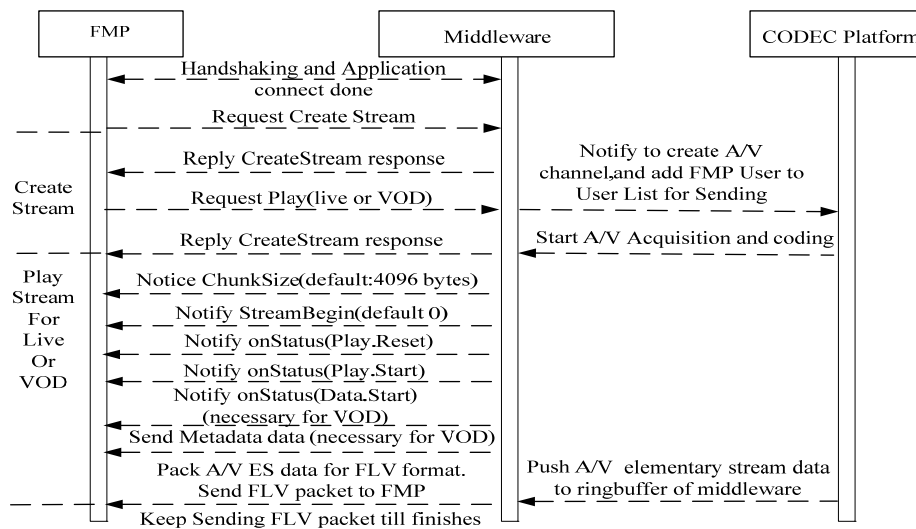 FMP
Middleware
CODEC Platform
Handshaking and Application
connect done
Request Create Stream
Reply CreateStream response
Notify to create A/V
channel,and add FMP User to
User List for Sending
Create
Stream
Request Play(live or VOD)
Reply CreateStream response
Start A/V Acquisition and coding
Play
Stream
For
Live
Or
VOD
Notice ChunkSize(default:4096 bytes)
Notify StreamBegin(default 0)
Notify onStatus(Play.Reset)
Notify onStatus(Play.Start)
Notify onStatus(Data.Start)
(necessary for VOD)
Send Metadata data (necessary for VOD)
Pack A/V ES data for FLV format.
Send FLV packet to FMP
Push A/V elementary stream data
to ringbuffer of middleware
Keep Sending FLV packet till finishes